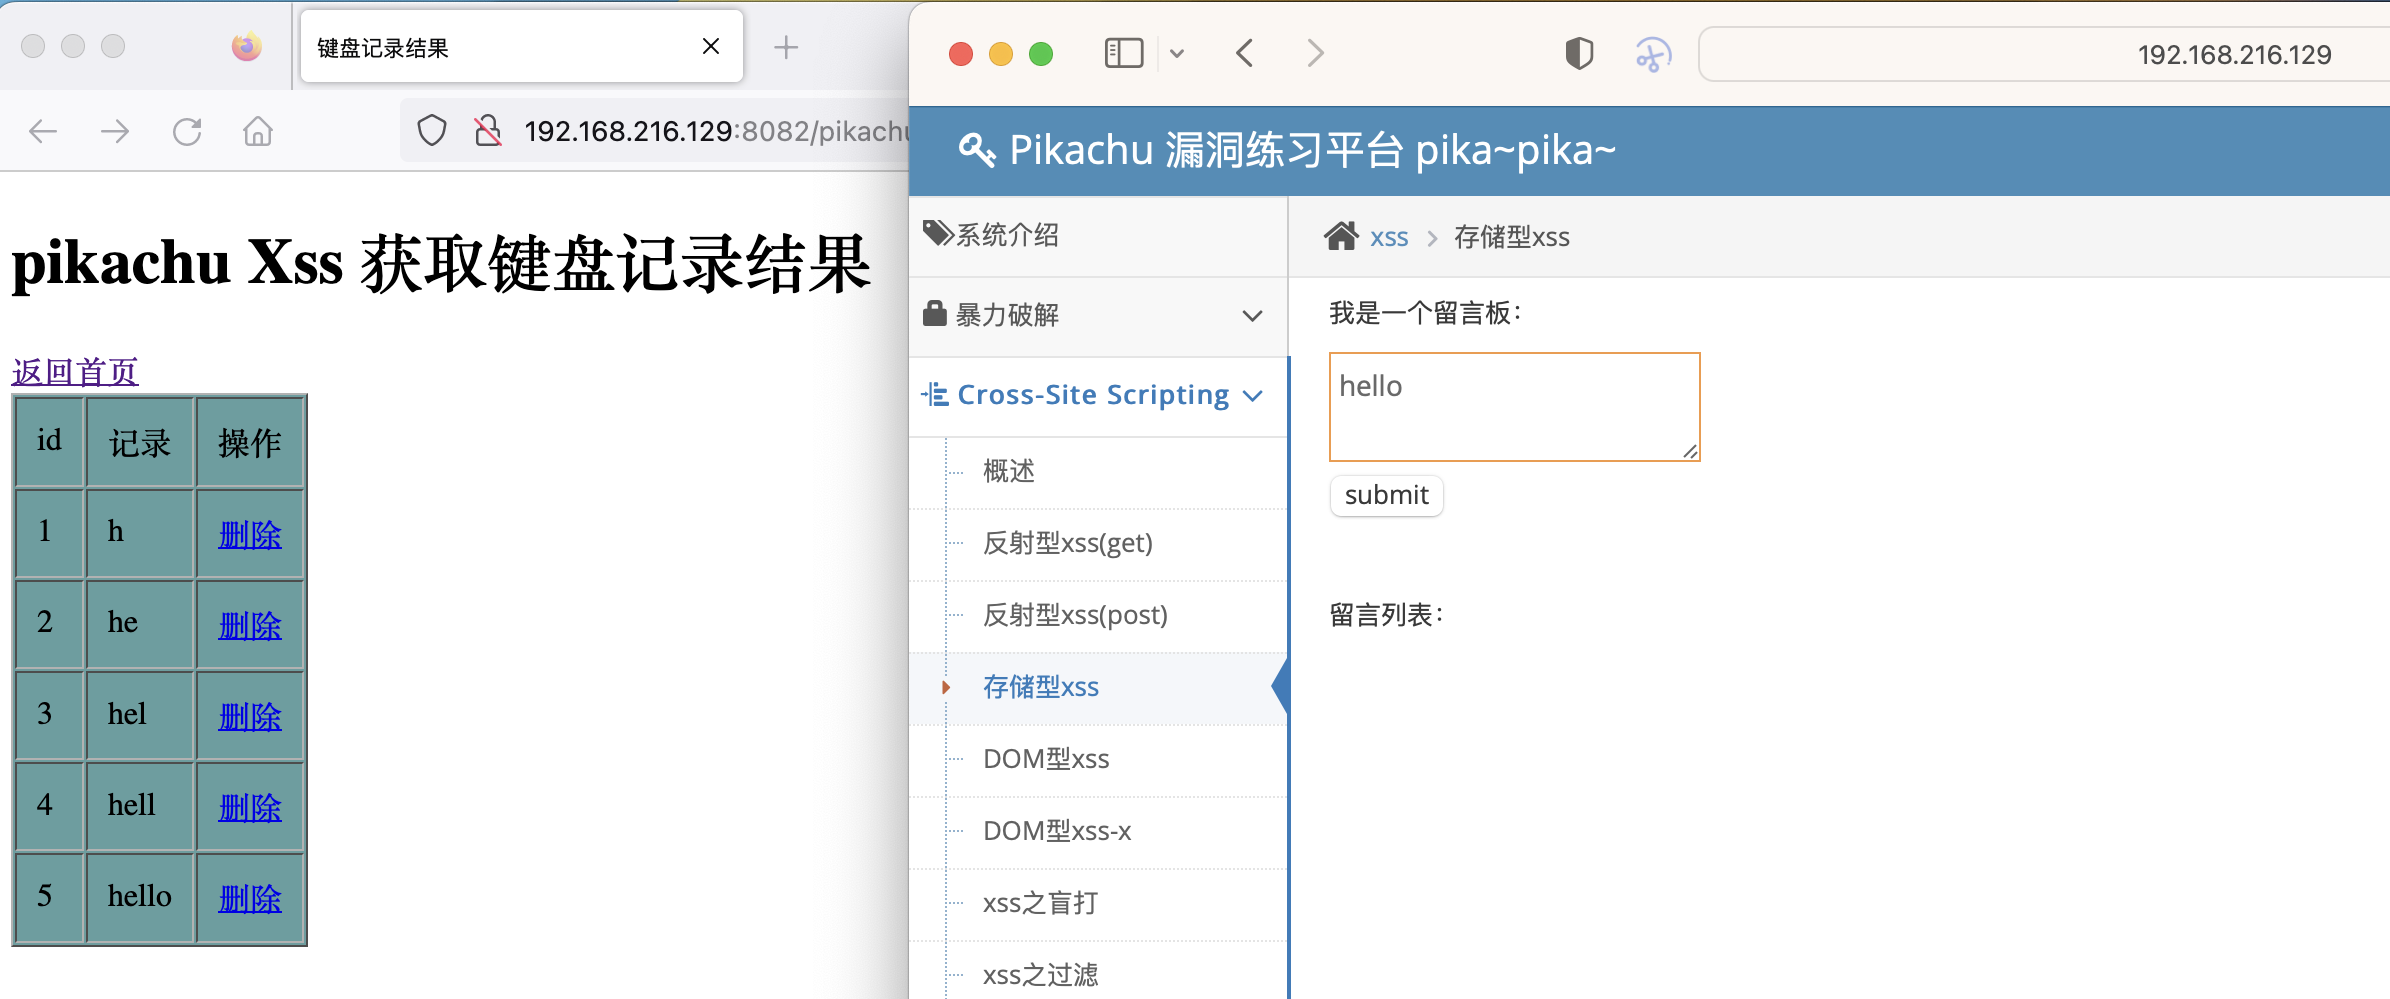 键盘记录结果
192.168.216.129:8082/pikachu
pikachu Xss 获取键盘记录结果
返回首页
id 记录 操作
1 h 删除
2 he 删除
3 hel 删除
4 hell 删除
5 hello 删除
192.168.216.129
Pikachu 漏洞练习平台 pika~pika~
系统介绍
暴力破解
Cross-Site Scripting
概述
反射型xss(get)
反射型xss(post)
存储型xss
DOM型xss
DOM型xss-x
xss之盲打
xss之过滤
xss 存储型xss
我是一个留言板：
hello
submit
留言列表：